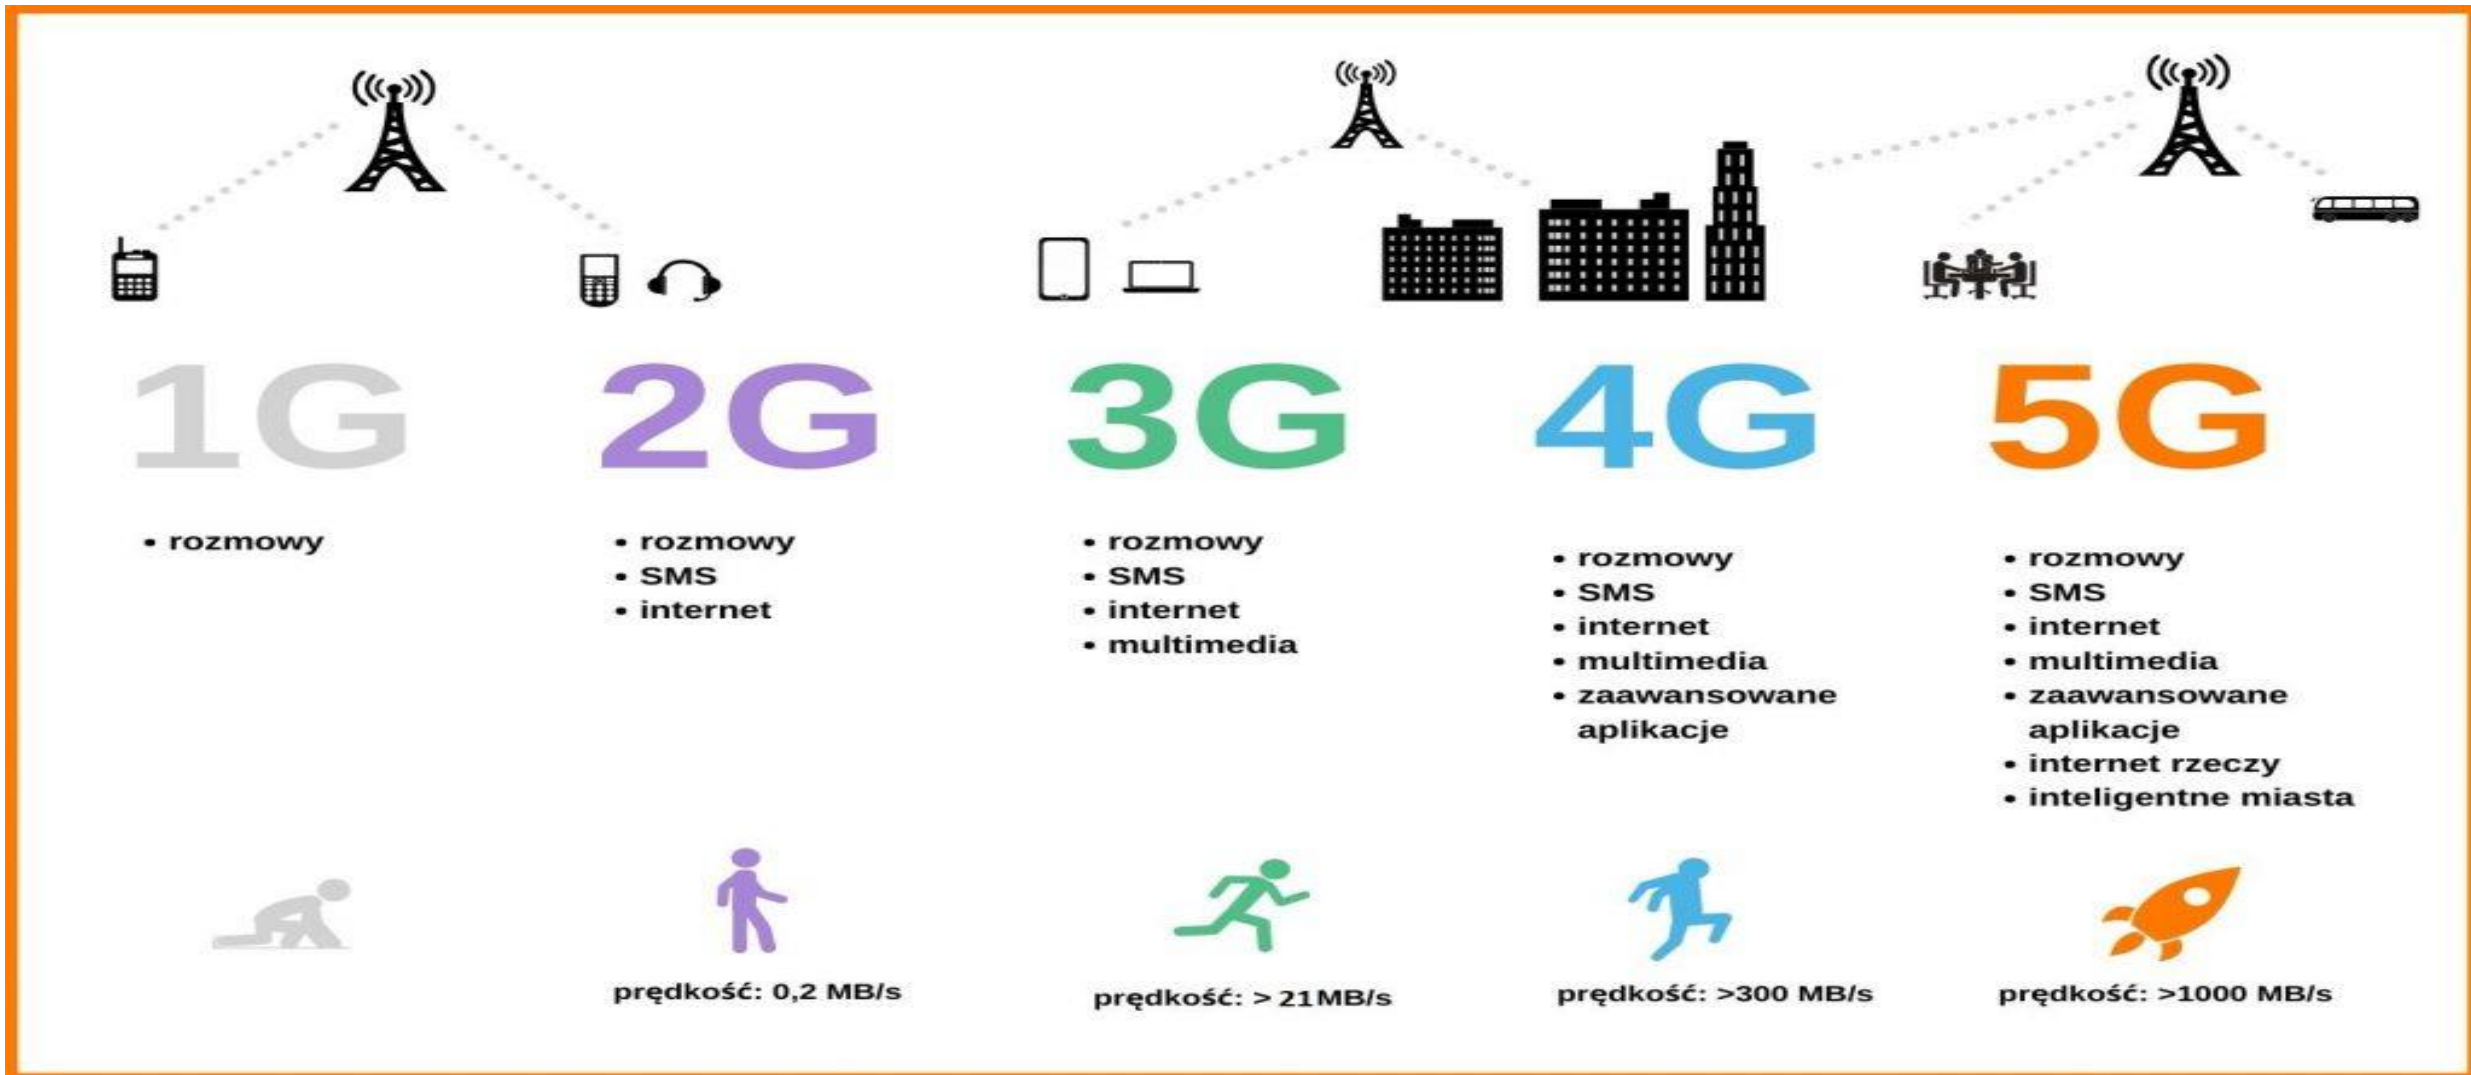 1G
2G
3G
4G
5G
• rozmowy
• rozmowy
• SMS
• internet
• rozmowy
• SMS
• internet
• multimedia
• rozmowy
• SMS
• internet
• multimedia
• zaawansowane
aplikacje
• rozmowy
• SMS
• internet
• multimedia
• zaawansowane
aplikacje
• internet rzeczy
• inteligentne miasta
prędkość: 0,2 MB/s
prędkość: > 21MB/s
prędkość: >300 MB/s
prędkość: >1000 MB/s